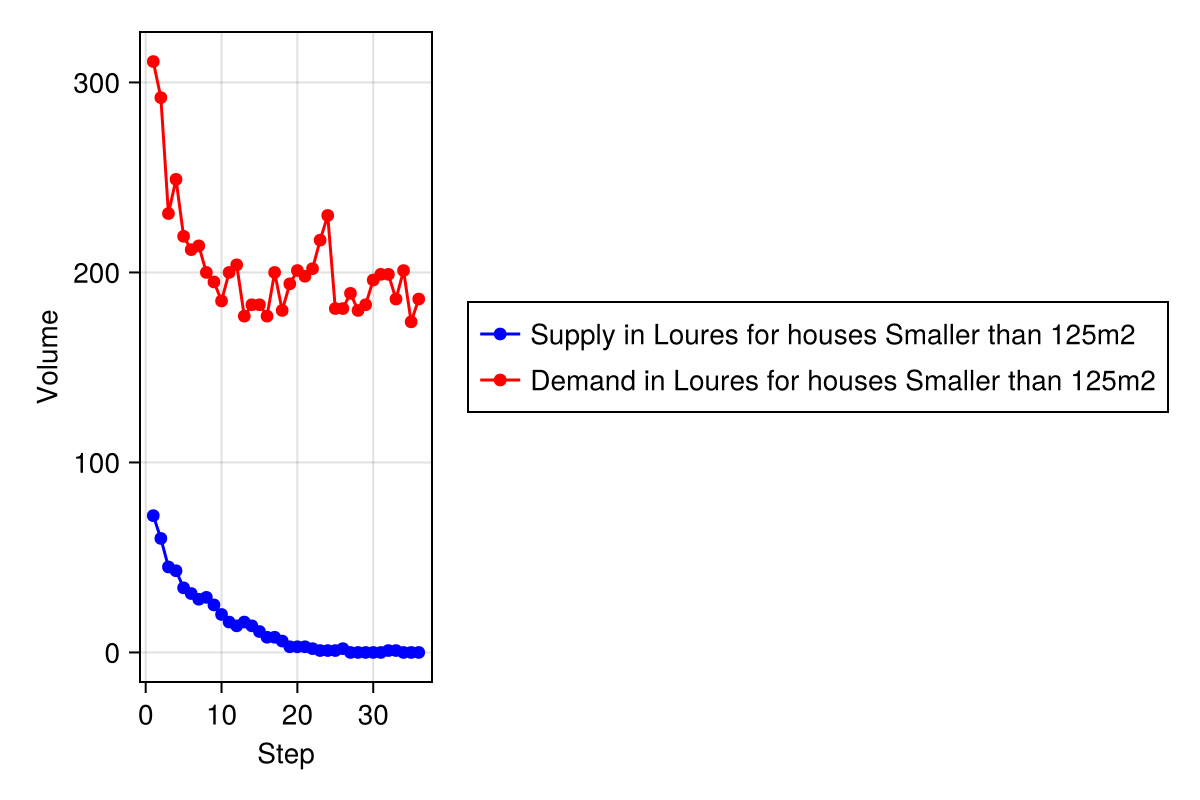 300
200
100
0
Volume
0 10 20 30
Step
Supply in Loures for houses Smaller than 125m2
Demand in Loures for houses Smaller than 125m2